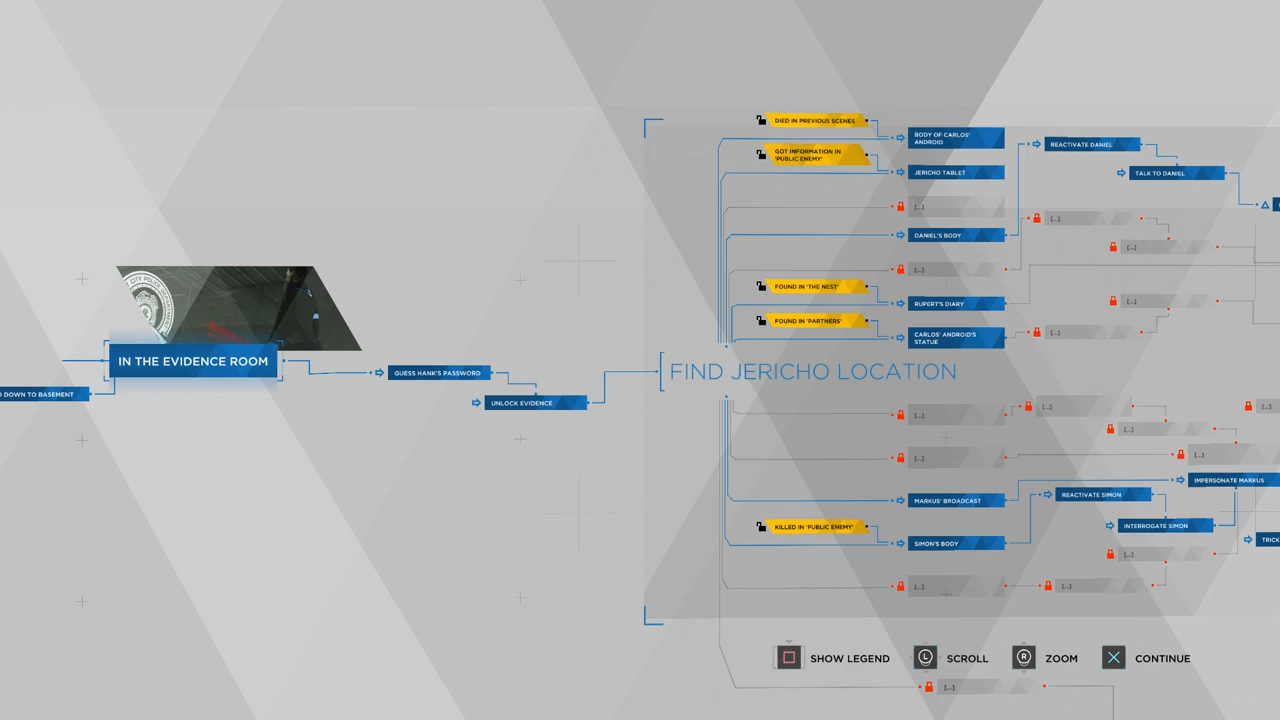 DIED IN PREVIOUS SCENES
BODY OF CARLOS'
ANDROID
REACTIVATE DANIEL
GOT INFORMATION IN
'PUBLIC ENEMY'
JERICHO TABLET
TALK TO DANIEL
[...]
[...]
DANIEL'S BODY
[...]
[...]
FOUND IN 'THE NEST'
RUPERT'S DIARY
[...]
FOUND IN 'PARTNERS'
CARLOS' ANDROID'S
STATUE
[...]
CITY POLICE
IN THE EVIDENCE ROOM
GUESS HANK'S PASSWORD
FIND JERICHO LOCATION
DOWN TO BASEMENT
UNLOCK EVIDENCE
[...]
[...]
[...]
[...]
[...]
[...]
MARKUS' BROADCAST
REACTIVATE SIMON
IMPERSONATE MARKUS
KILLED IN 'PUBLIC ENEMY'
SIMON'S BODY
INTERROGATE SIMON
TRICK
[...]
[...]
[...]
SHOW LEGEND
L
SCROLL
R
ZOOM
CONTINUE
[...]